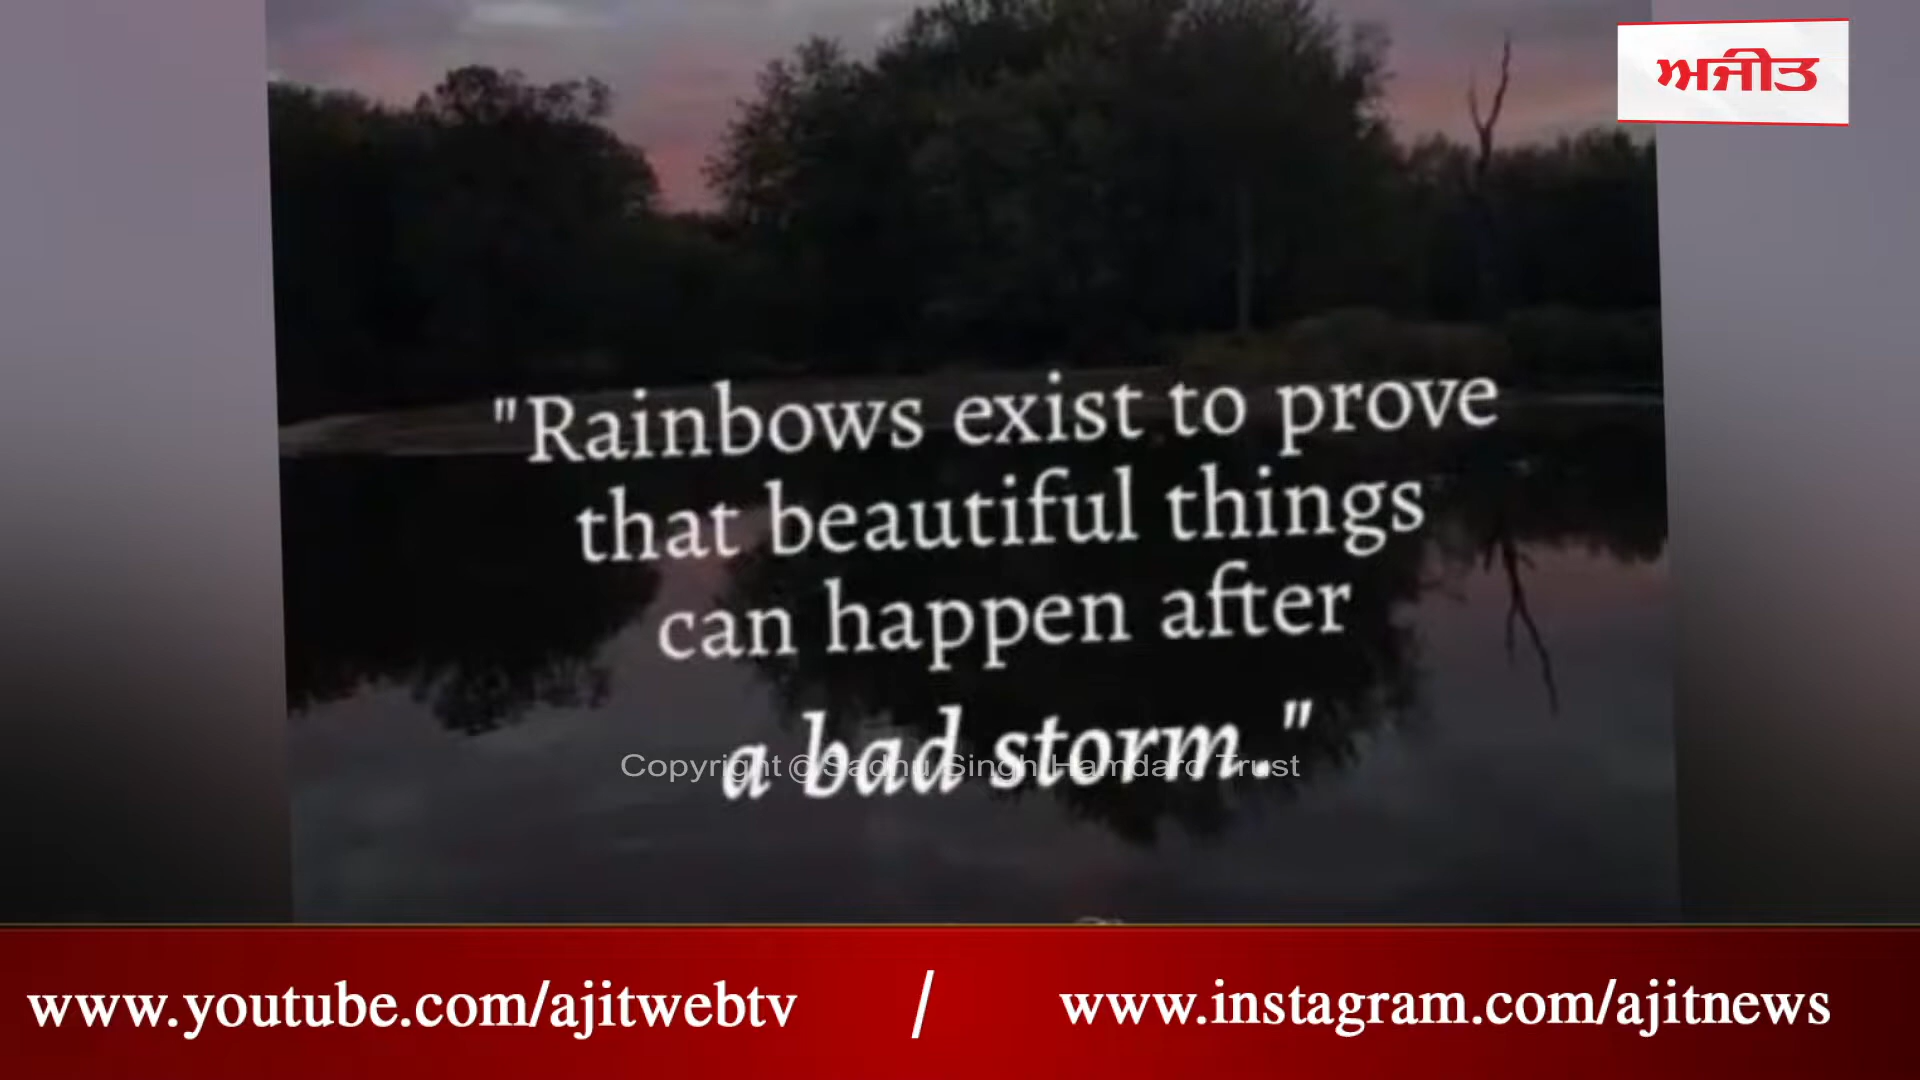 ਅਜੀਤ
"Rainbows exist to prove
that beautiful things
can happen after
a bad storm."
Copyright @ Sadhu Singh Hamdard Trust
www.youtube.com/ajitwebtv / www.instagram.com/ajitnews